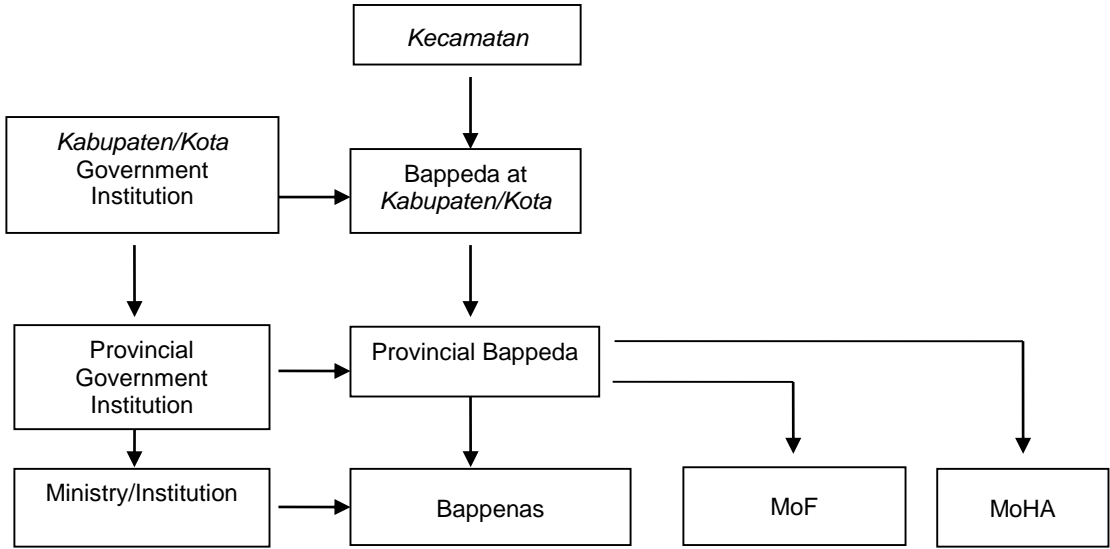 Kecamatan
Kabupaten/Kota
Government
Institution
Bappeda at
Kabupaten/Kota
Provincial
Government
Institution
Provincial Bappeda
Ministry/Institution
Bappenas
MoF
MoHA